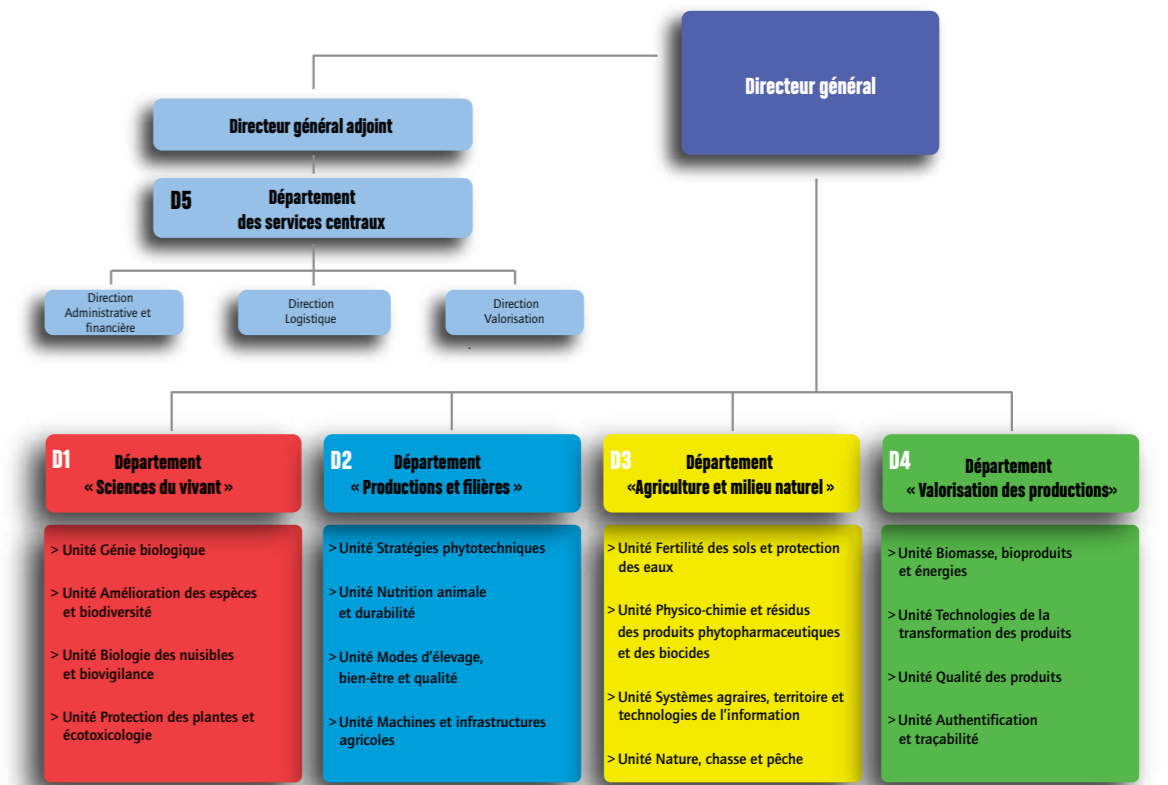 Directeur général
Directeur général adjoint
D5
Département
des services centraux
Direction
Administrative et
financière
Direction
Logistique
Direction
Valorisation
D1
Département
« Sciences du vivant »
> Unité Génie biologique
> Unité Amélioration des espèces
et biodiversité
> Unité Biologie des nuisibles
et biovigilance
> Unité Protection des plantes et
écotoxicologie
D2
Département
« Productions et filières »
> Unité Stratégies phytotechniques
> Unité Nutrition animale
et durabilité
> Unité Modes d'élevage,
bien-être et qualité
> Unité Machines et infrastructures
agricoles
D3
Département
«Agriculture et milieu naturel »
> Unité Fertilité des sols et protection
des eaux
> Unité Physico-chimie et résidus
des produits phytopharmaceutiques
et des biocides
> Unité Systèmes agraires, territoire et
technologies de l'information
> Unité Nature, chasse et pêche
D4
Département
« Valorisation des productions»
> Unité Biomasse, bioproduits
et énergies
> Unité Technologies de la
transformation des produits
> Unité Qualité des produits
> Unité Authentification
et traçabilité